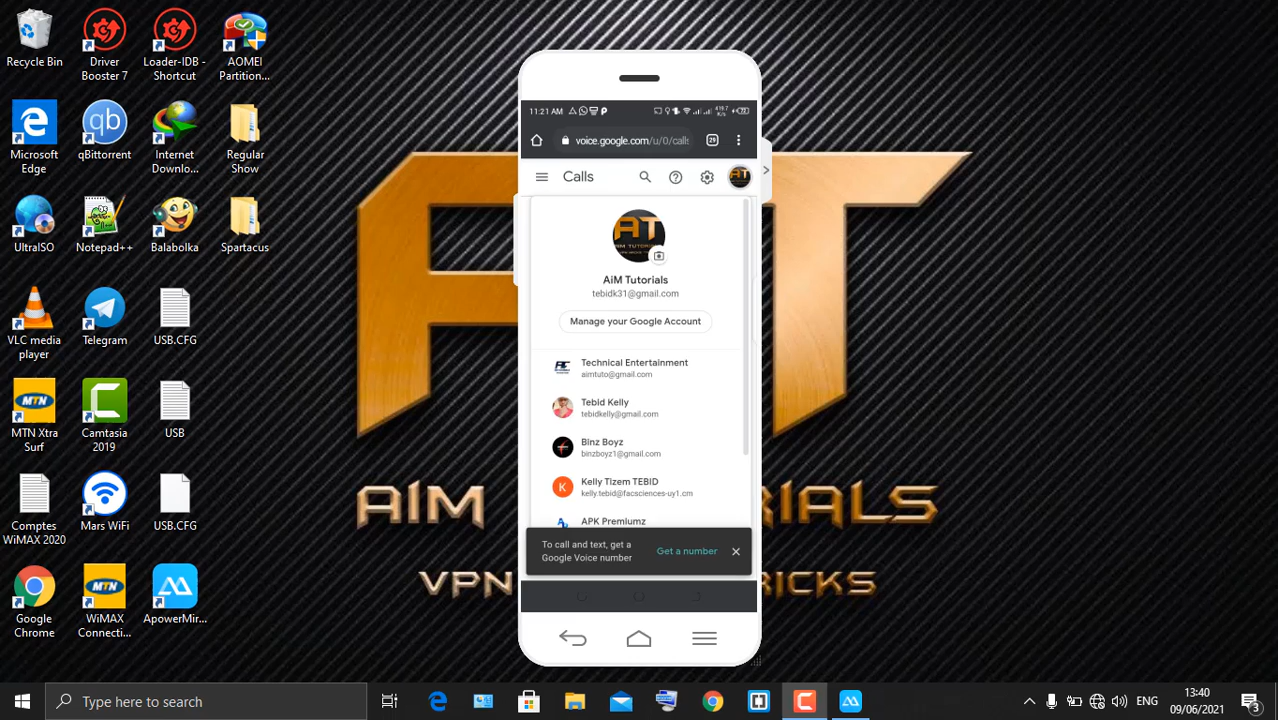 Recycle Bin
Driver
Booster 7
Loader-IDB -
Shortcut
AOMEI
Partition...
Microsoft
Edge
qBittorrent
Internet
Downlo...
Regular
Show
UltraISO
Notepad++
Balabolka
Spartacus
VLC media
player
Telegram
USB.CFG
MTN Xtra
Surf
Camtasia
2019
USB
Comptes
WiMAX 2020
Mars WiFi
USB.CFG
Google
Chrome
WiMAX
Connecti...
ApowerMir...
11:21 AM
voice.google.com/u/0/calls
29
Calls
AiM Tutorials
tebidk31@gmail.com
Manage your Google Account
Technical Entertainment
aimtuto@gmail.com
Tebid Kelly
tebidkelly@gmail.com
Binz Boyz
binzboyz1@gmail.com
K
Kelly Tizem TEBID
kelly.tebid@facsciences-uy1.cm
APK Premiumz
To call and text, get a
Google Voice number
Get a number
Type here to search
ENG
13:40
09/06/2021
3